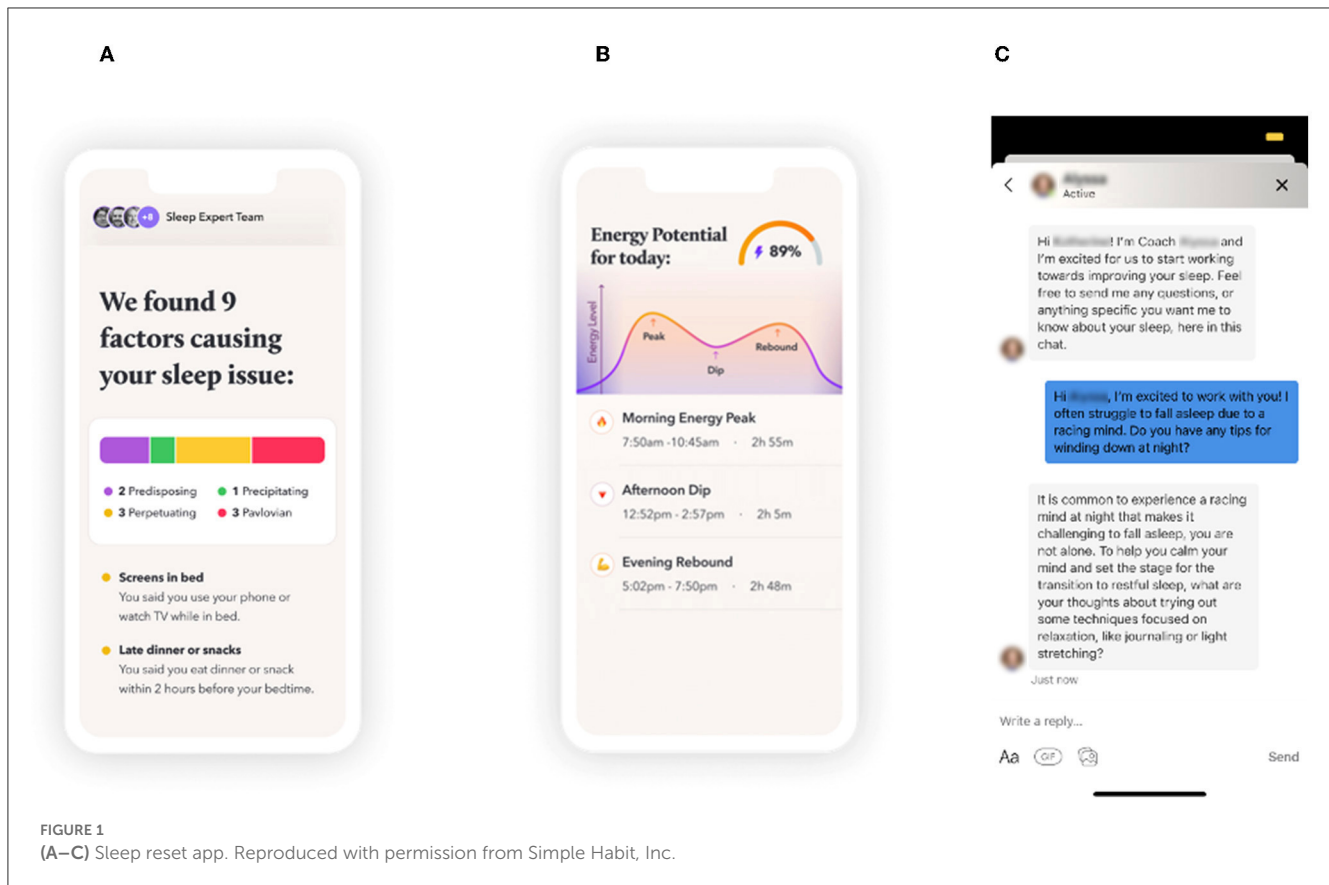 A
B
C
+8 Sleep Expert Team
We found 9
factors causing
your sleep issue:
2 Predisposing
1 Precipitating
3 Perpetuating
3 Pavlovian
Screens in bed
You said you use your phone or
watch TV while in bed.
Late dinner or snacks
You said you eat dinner or snack
within 2 hours before your bedtime.
Energy Potential
for today:
89%
Energy Level
Peak
Dip
Rebound
Morning Energy Peak
7:50am -10:45am · 2h 55m
Afternoon Dip
12:52pm - 2:57pm · 2h 5m
Evening Rebound
5:02pm - 7:50pm · 2h 48m
Active
Hi ! I'm Coach and
I'm excited for us to start working
towards improving your sleep. Feel
free to send me any questions, or
anything specific you want me to
know about your sleep, here in this
chat.
Hi , I'm excited to work with you! I
often struggle to fall asleep due to a
racing mind. Do you have any tips for
winding down at night?
It is common to experience a racing
mind at night that makes it
challenging to fall asleep, you are
not alone. To help you calm your
mind and set the stage for the
transition to restful sleep, what are
your thoughts about trying out
some techniques focused on
relaxation, like journaling or light
stretching?
Just now
Write a reply...
Aa GIF Send
FIGURE 1
(A–C) Sleep reset app. Reproduced with permission from Simple Habit, Inc.